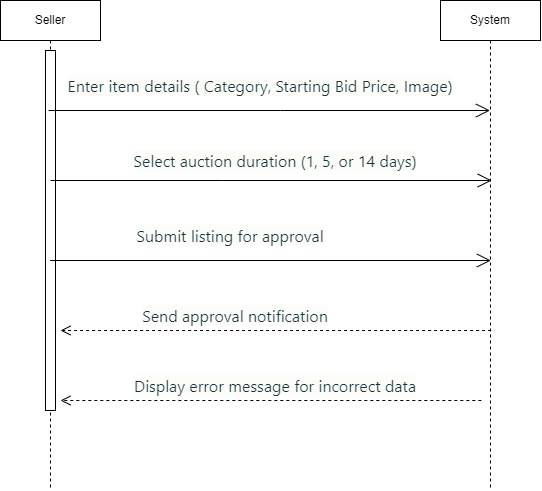 Seller
System
Enter item details ( Category, Starting Bid Price, Image)
Select auction duration (1, 5, or 14 days)
Submit listing for approval
Send approval notification
Display error message for incorrect data